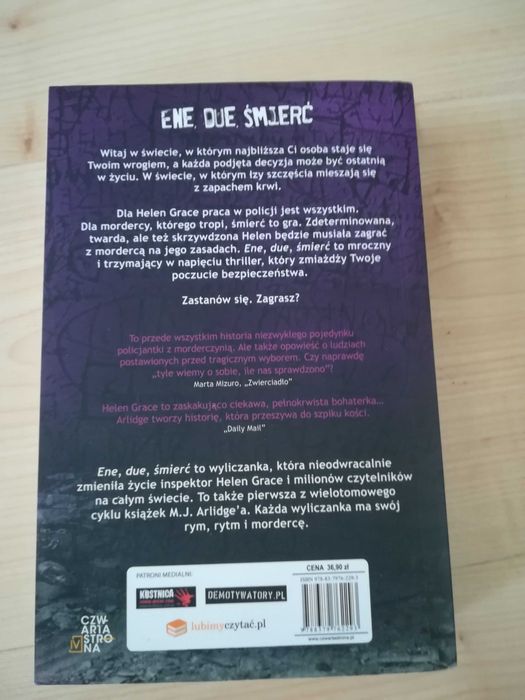 ENE, DUE, ŚMIERĆ
Witaj w świecie, w którym najbliższa Ci osoba staje się
Twoim wrogiem, a każda podjęta decyzja może być ostatnią
w życiu. W świecie, w którym łzy szczęścia mieszają się
z zapachem krwi.
Dla Helen Grace praca w policji jest wszystkim.
Dla mordercy, którego tropi, śmierć to gra. Zdeterminowana,
twarda, ale też skrzywdzona Helen będzie musiała zagrać
z mordercą na jego zasadach. Ene, due, śmierć to mroczny
i trzymający w napięciu thriller, który zmiażdży Twoje
poczucie bezpieczeństwa.
Zastanów się. Zagrasz?
To przede wszystkim historia niezwykłego pojedynku
policjantki z morderczynią. Ale także opowieść o ludziach
postawionych przed tragicznym wyborem. Czy naprawdę
„tyle wiemy o sobie, ile nas sprawdzono”?
Marta Mizuro, „Zwierciadło”
Helen Grace to zaskakująco ciekawa, pełnokrwista bohaterka...
Arlidge tworzy historię, która przeszywa do szpiku kości.
„Daily Mail”
Ene, due, śmierć to wyliczanka, która nieodwracalnie
zmieniła życie inspektor Helen Grace i milionów czytelników
na całym świecie. To także pierwsza z wielotomowego
cyklu książek M.J. Arlidge’a. Każda wyliczanka ma swój
rym, rytm i mordercę.
PATRONI MEDIALNI:
KOSTNICA
DEMOTYWATORY.PL
lubimyczytać.pl
CENA 36,90 zł
www.czwartastrona.pl
CZW
ARTA
IV STRO
NA